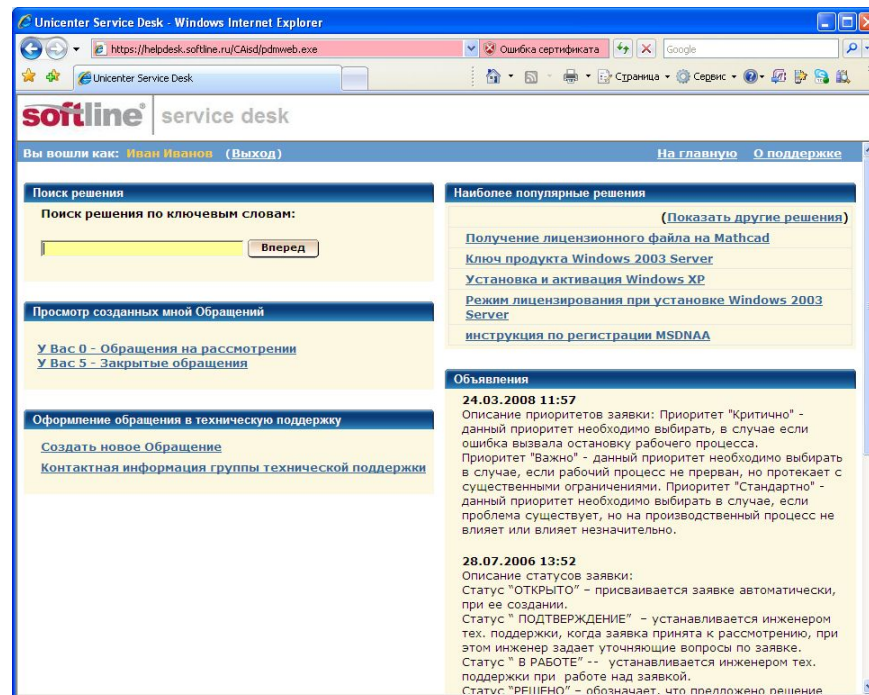 Unicenter Service Desk - Windows Internet Explorer
https://helpdesk.softline.ru/CAisd/pdmweb.exe
Ошибка сертификата
Google
Unicenter Service Desk
Страница
Сервис
softline® service desk
Вы вошли как: Иван Иванов (Выход)
На главную О поддержке
Поиск решения
Поиск решения по ключевым словам:
Вперед
Просмотр созданных мной Обращений
У Вас 0 - Обращения на рассмотрении
У Вас 5 - Закрытые обращения
Оформление обращения в техническую поддержку
Создать новое Обращение
Контактная информация группы технической поддержки
Наиболее популярные решения
(Показать другие решения)
Получение лицензионного файла на Mathcad
Ключ продукта Windows 2003 Server
Установка и активация Windows XP
Режим лицензирования при установке Windows 2003
Server
инструкция по регистрации MSDNAA
Объявления
24.03.2008 11:57
Описание приоритетов заявки: Приоритет "Критично" -
данный приоритет необходимо выбирать, в случае если
ошибка вызвала остановку рабочего процесса.
Приоритет "Важно" - данный приоритет необходимо выбирать
в случае, если рабочий процесс не прерван, но протекает с
существенными ограничениями. Приоритет "Стандартно" -
данный приоритет необходимо выбирать в случае, если
проблема существует, но на производственный процесс не
влияет или влияет незначительно.
28.07.2006 13:52
Описание статусов заявки:
Статус "ОТКРЫТО" – присваивается заявке автоматически,
при ее создании.
Статус " ПОДТВЕРЖДЕНИЕ" – устанавливается инженером
тех. поддержки, когда заявка принята к рассмотрению, при
этом инженер задает уточняющие вопросы по заявке.
Статус " В РАБОТЕ" -- устанавливается инженером тех.
поддержки при работе над заявкой.
Статус "РЕШЕНО" – обозначает, что предложено решение